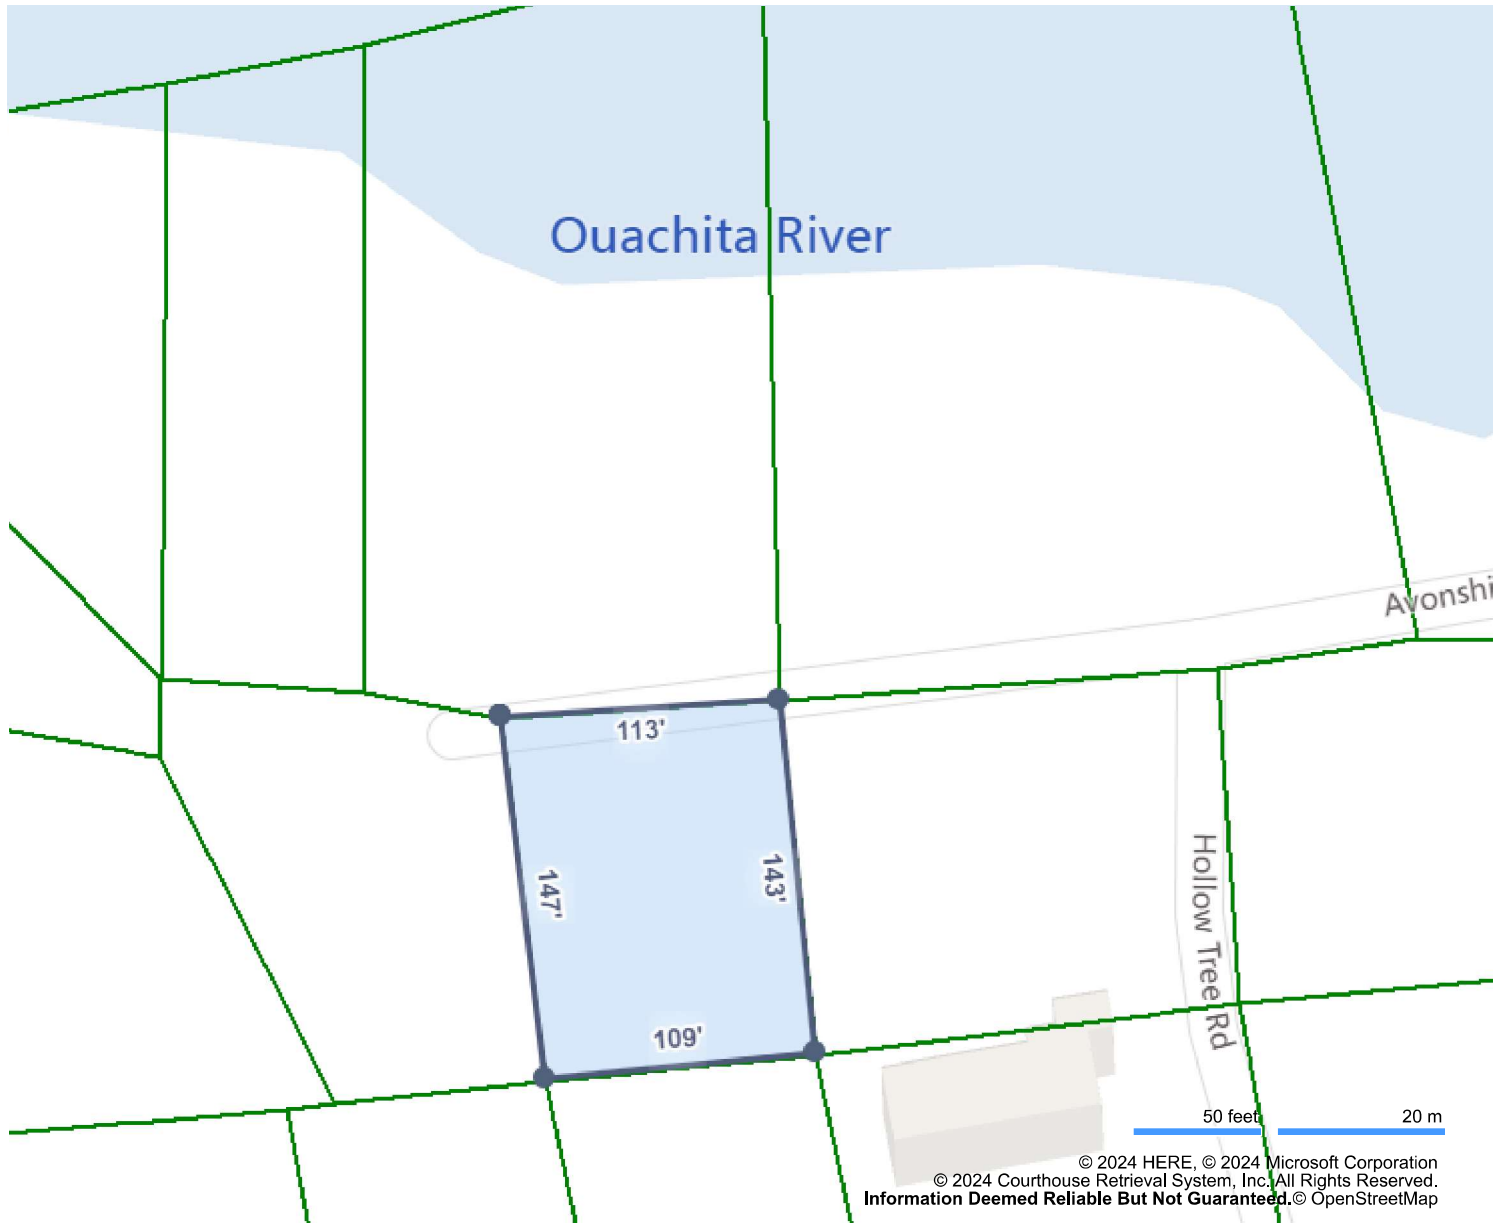 Ouachita River
Avonshi
113'
147'
143'
Hollow Tree Rd
109'
50 feet
20 m
© 2024 HERE, © 2024 Microsoft Corporation
© 2024 Courthouse Retrieval System, Inc. All Rights Reserved.
Information Deemed Reliable But Not Guaranteed.© OpenStreetMap